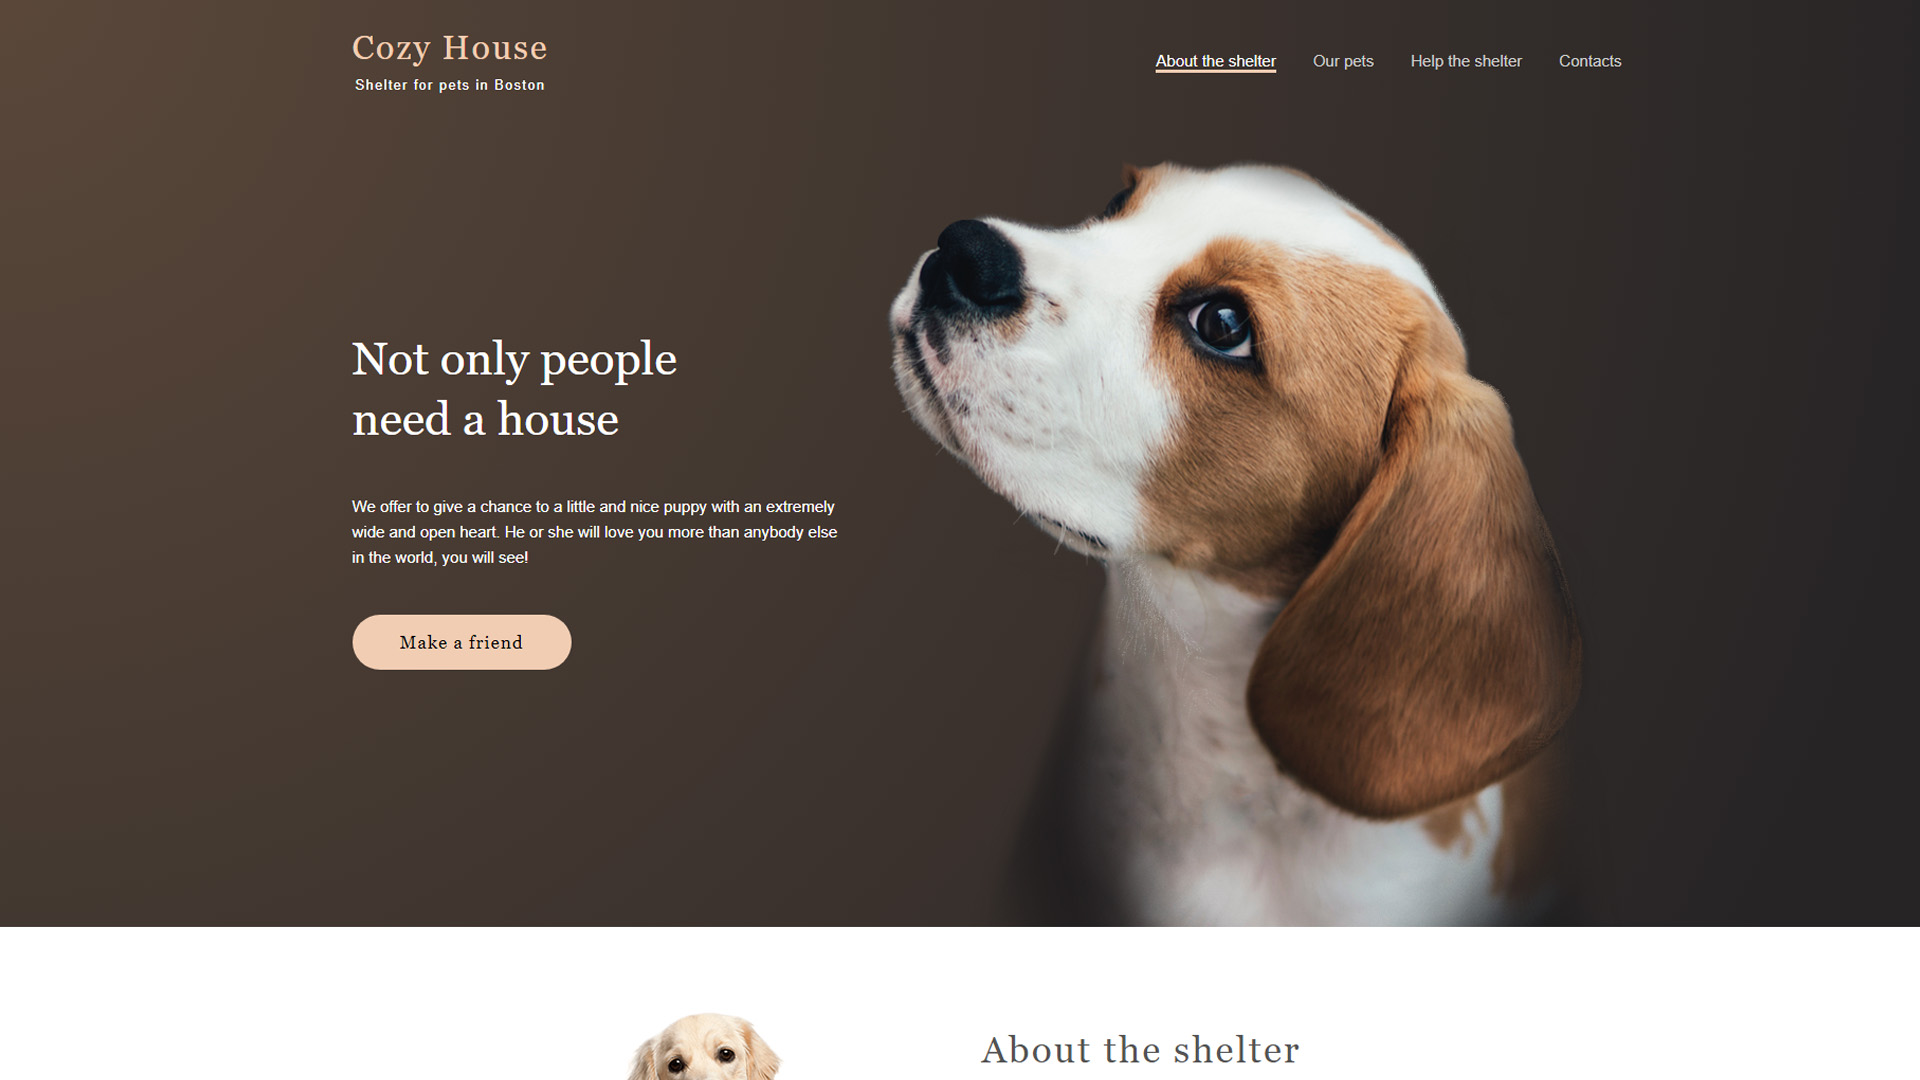 Cozy House
Shelter for pets in Boston
About the shelter
Our pets
Help the shelter
Contacts
Not only people
need a house
We offer to give a chance to a little and nice puppy with an extremely
wide and open heart. He or she will love you more than anybody else
in the world, you will see!
Make a friend
About the shelter